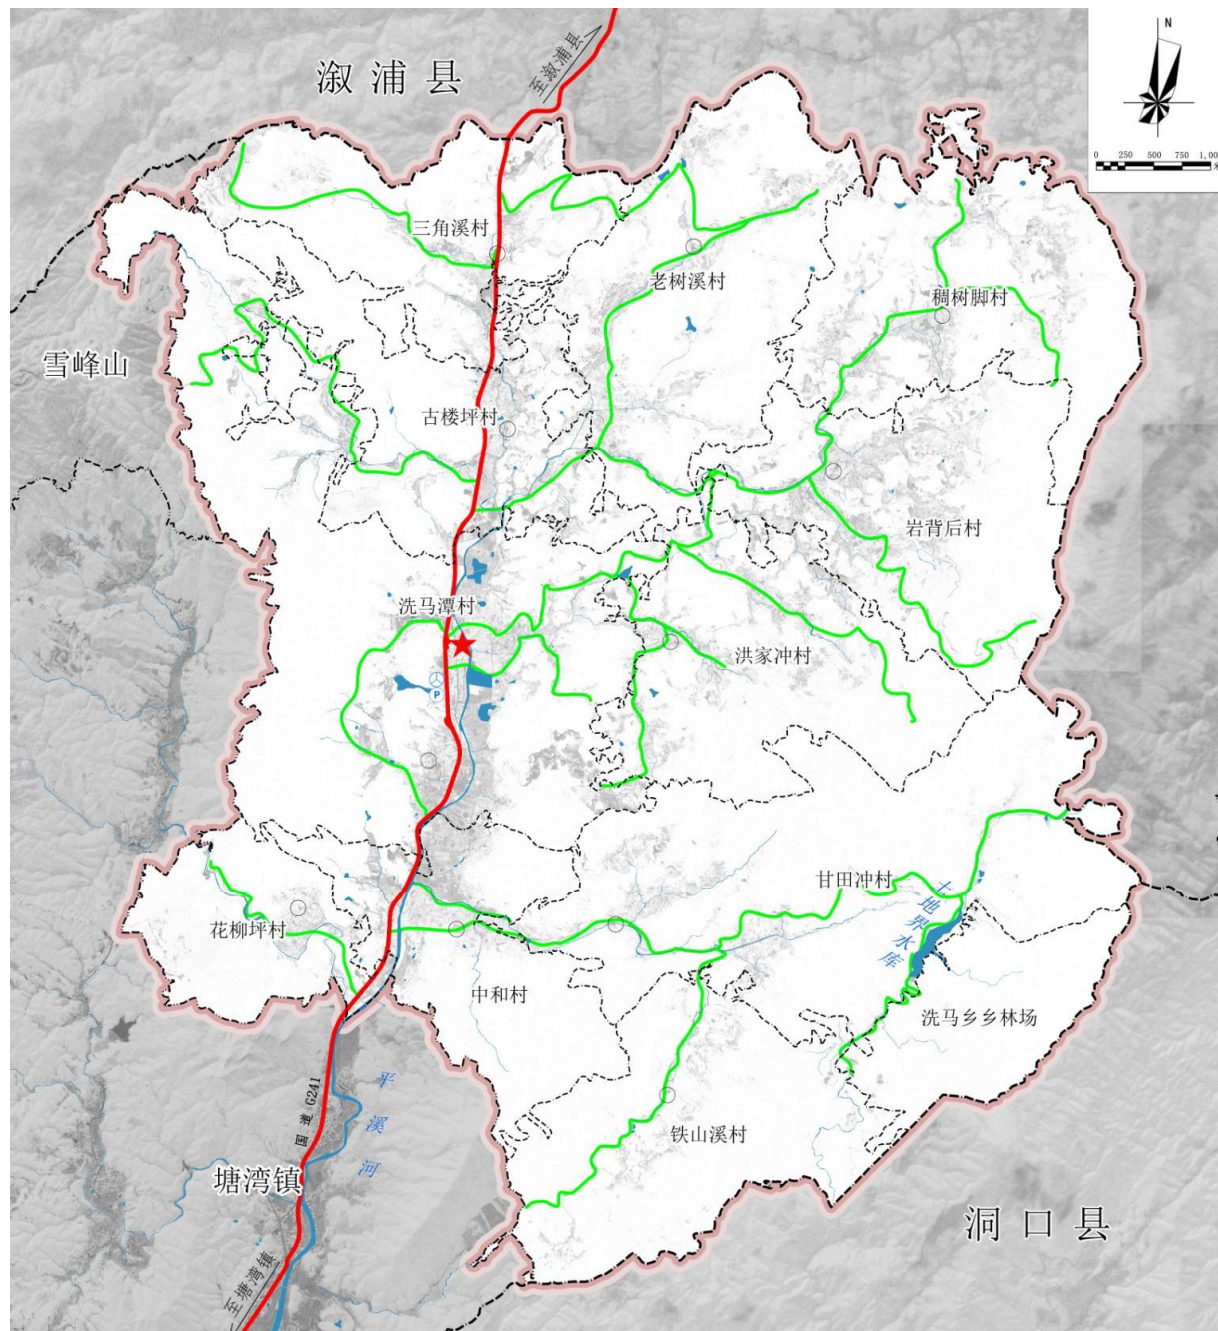 N
溆浦县
至溆浦县
0 250 500 750 1,00
米
三角溪村
老树溪村
稠树脚村
雪峰山
古楼坪村
岩背后村
洗马潭村
洪家冲村
P
甘田冲村
土地界水库
花柳坪村
中和村
洗马乡乡林场
国道 G241
平溪河
铁山溪村
塘湾镇
洞口县
至塘湾镇